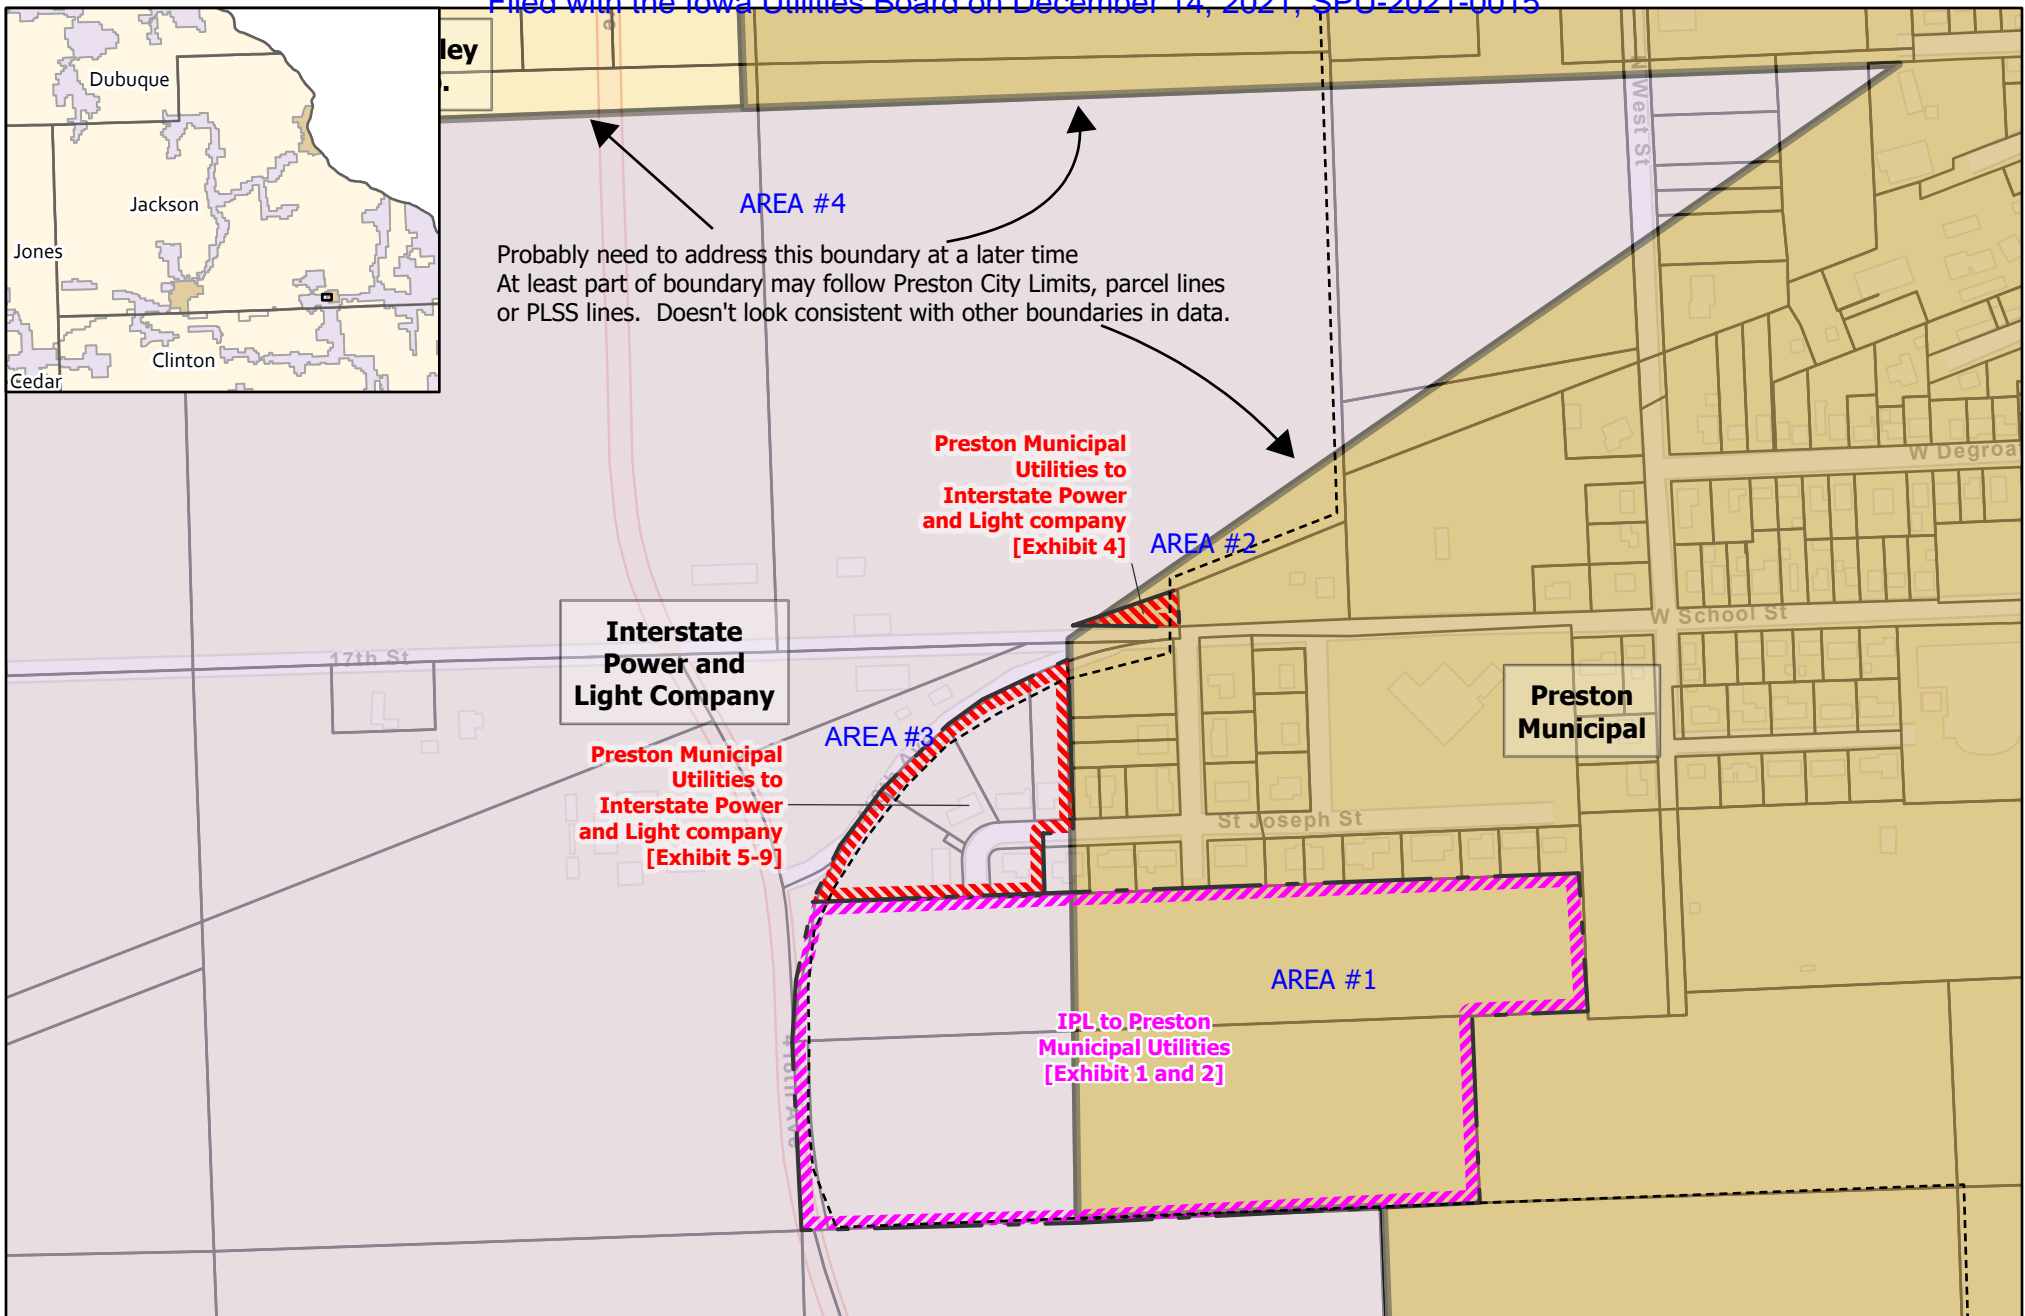 Filed with the Iowa Utilities Board on December 14, 2021, SPU-2021-0015
ley
.
Dubuque
Jackson
Jones
Clinton
Cedar
N West St
AREA #4
Probably need to address this boundary at a later time
At least part of boundary may follow Preston City Limits, parcel lines
or PLSS lines. Doesn't look consistent with other boundaries in data.
Preston Municipal
Utilities to
Interstate Power
and Light company
[Exhibit 4]
AREA #2
W Degroa
W School St
17th St
Interstate
Power and
Light Company
Preston
Municipal
AREA #3
Preston Municipal
Utilities to
Interstate Power
and Light company
[Exhibit 5-9]
St Joseph St
AREA #1
IPL to Preston
Municipal Utilities
[Exhibit 1 and 2]